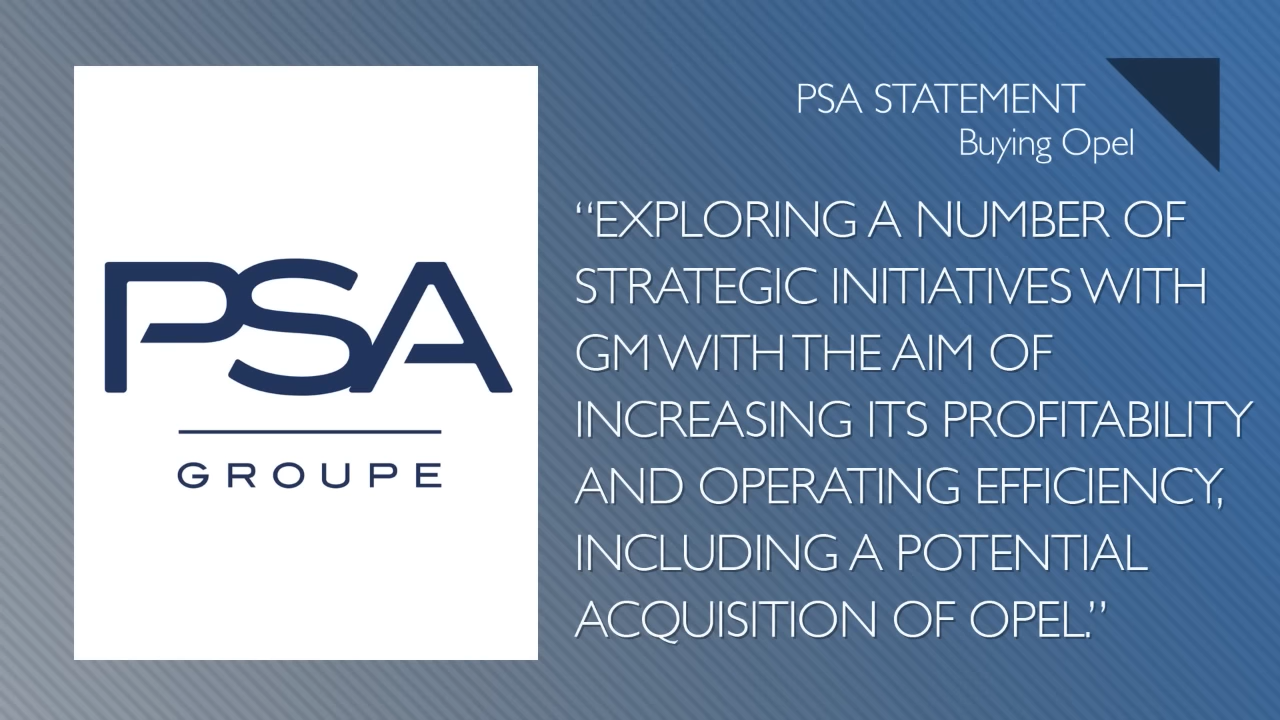 PSA
GROUPE
PSA STATEMENT
Buying Opel
“EXPLORING A NUMBER OF
STRATEGIC INITIATIVES WITH
GM WITH THE AIM OF
INCREASING ITS PROFITABILITY
AND OPERATING EFFICIENCY,
INCLUDING A POTENTIAL
ACQUISITION OF OPEL.”